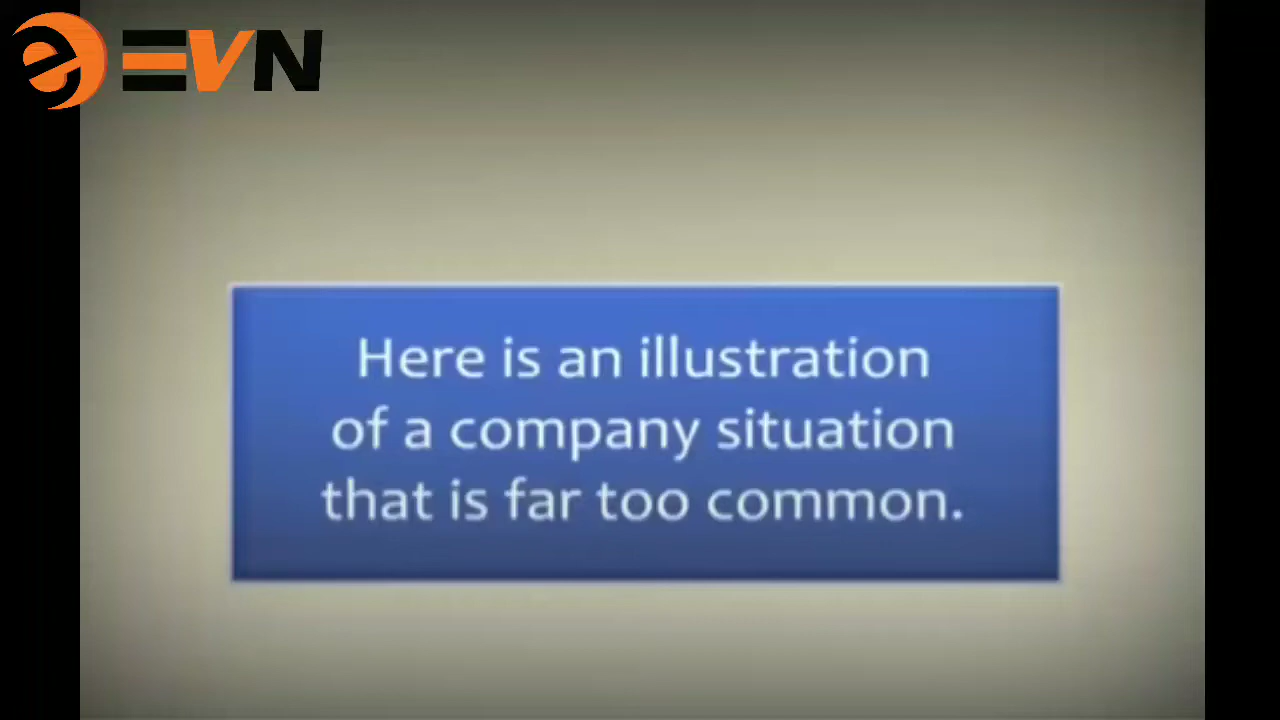 e EVN
Here is an illustration
of a company situation
that is far too common.